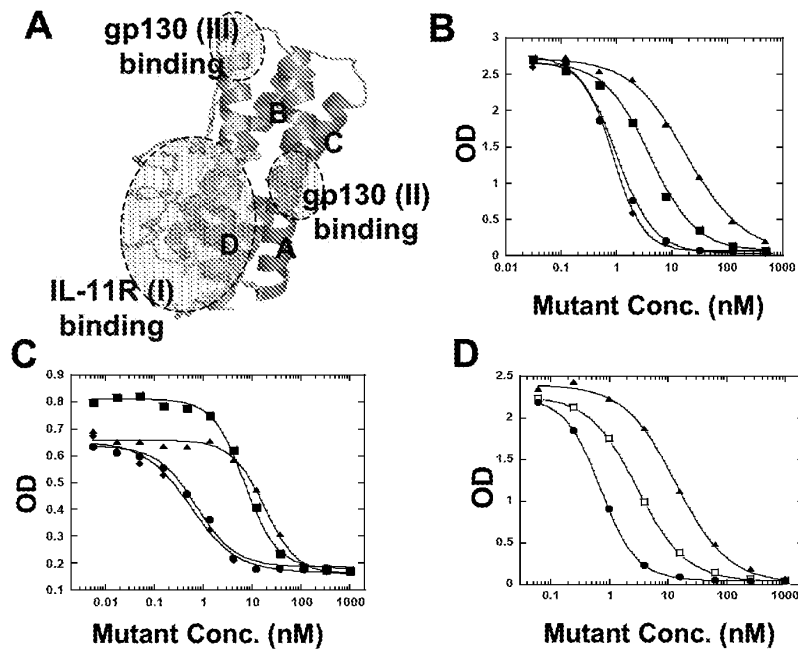 A
gp130 (III)
binding
B
C
gp130 (II)
binding
D
A
IL-11R (I)
binding
B
3
2.5
2
1.5
1
0.5
0
OD
0.01
0.1
1
10
100
1000
Mutant Conc. (nM)
C
0.9
0.8
0.7
0.6
0.5
0.4
0.3
0.2
0.1
OD
0.01
0.1
1
10
100
1000
Mutant Conc. (nM)
D
2.5
2
1.5
1
0.5
0
OD
0.1
1
10
100
1000
Mutant Conc. (nM)